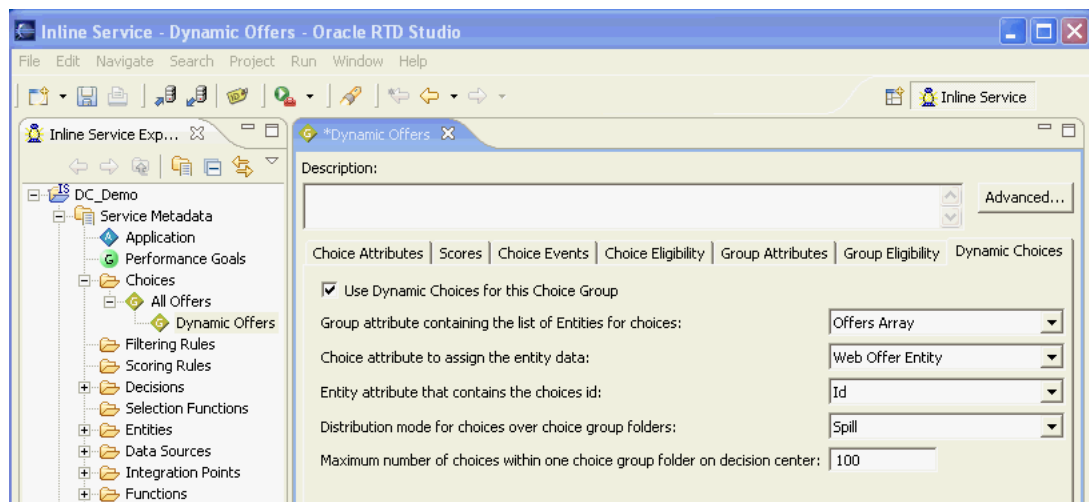 Inline Service - Dynamic Offers - Oracle RTD Studio
File Edit Navigate Search Project Run Window Help
Inline Service
Inline Service Exp...
*Dynamic Offers
DC_Demo
Service Metadata
Application
Performance Goals
Choices
All Offers
Dynamic Offers
Filtering Rules
Scoring Rules
Decisions
Selection Functions
Entities
Data Sources
Integration Points
Functions
Description:
Advanced...
Choice Attributes Scores Choice Events Choice Eligibility Group Attributes Group Eligibility Dynamic Choices
Use Dynamic Choices for this Choice Group
Group attribute containing the list of Entities for choices: Offers Array
Choice attribute to assign the entity data: Web Offer Entity
Entity attribute that contains the choices id: Id
Distribution mode for choices over choice group folders: Spill
Maximum number of choices within one choice group folder on decision center: 100